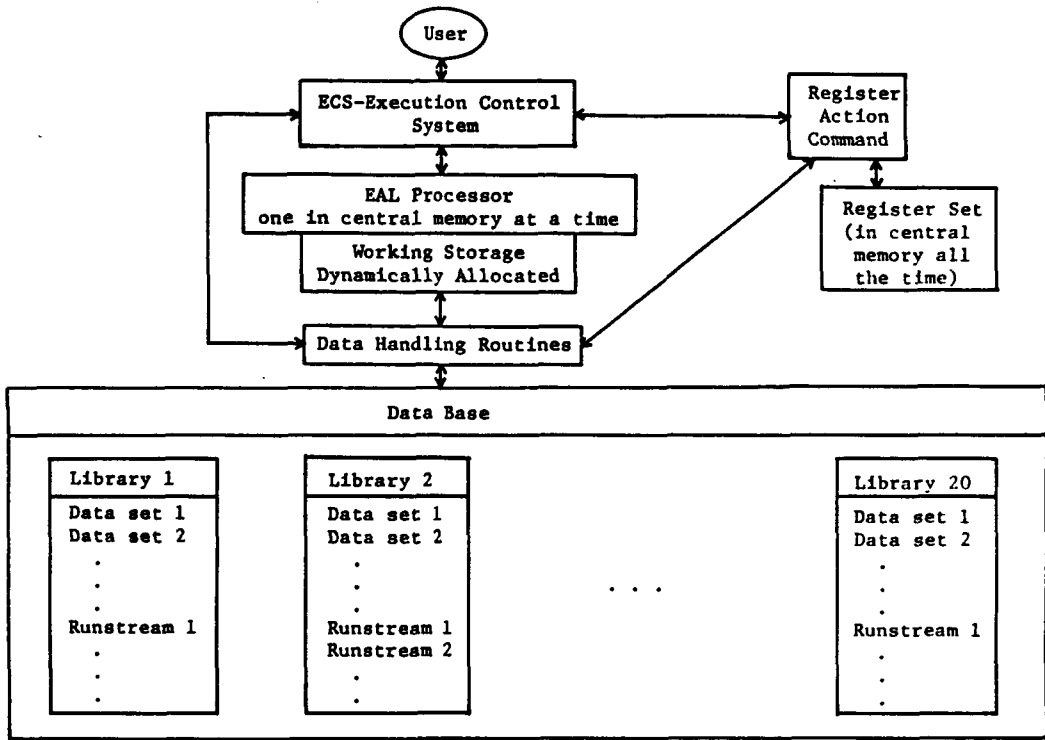 User
ECS-Execution Control
System
Register
Action
Command
EAL Processor
one in central memory at a time
Working Storage
Dynamically Allocated
Register Set
(in central
memory all
the time)
Data Handling Routines
Data Base
Library 1
Data set 1
Data set 2
.
.
.
Runstream 1
.
.
.
Library 2
Data set 1
Data set 2
.
.
.
Runstream 1
Runstream 2
.
.
. . .
Library 20
Data set 1
Data set 2
.
.
.
Runstream 1
.
.
.